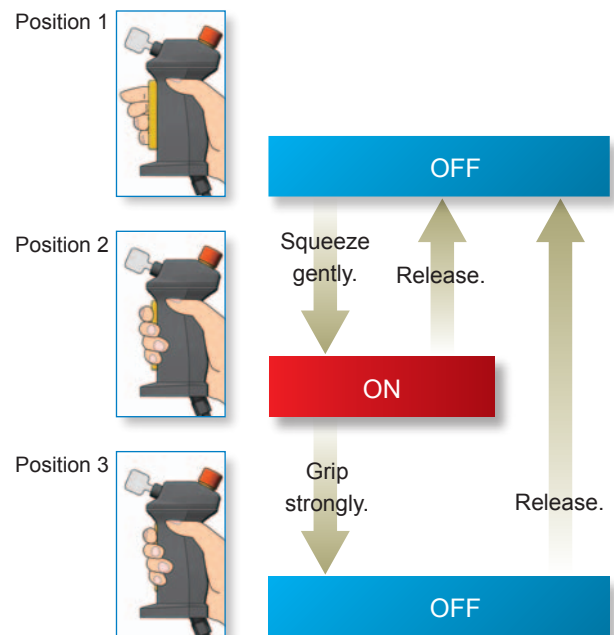 Position 1
OFF
Squeeze
gently.
Release.
Position 2
ON
Position 3
Grip
strongly.
Release.
OFF